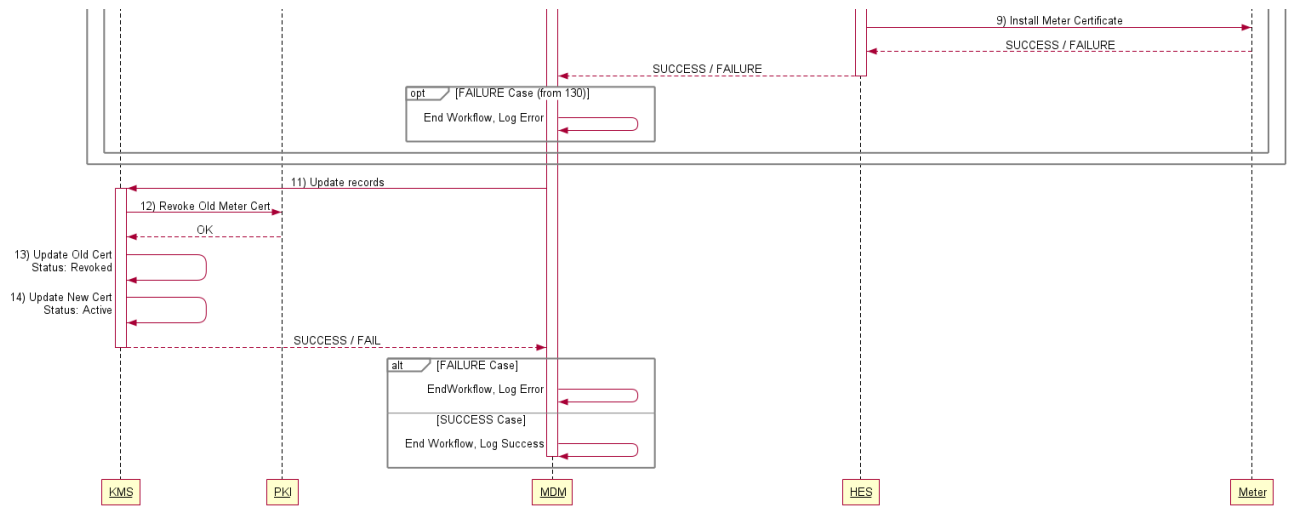 9) Install Meter Certificate
SUCCESS / FAILURE
SUCCESS / FAILURE
opt [FAILURE Case (from 130)]
End Workflow, Log Error
11) Update records
12) Revoke Old Meter Cert
OK
13) Update Old Cert
Status: Revoked
14) Update New Cert
Status: Active
SUCCESS / FAIL
alt [FAILURE Case]
EndWorkflow, Log Error
[SUCCESS Case]
End Workflow, Log Success
KMS PKI MDM HES Meter